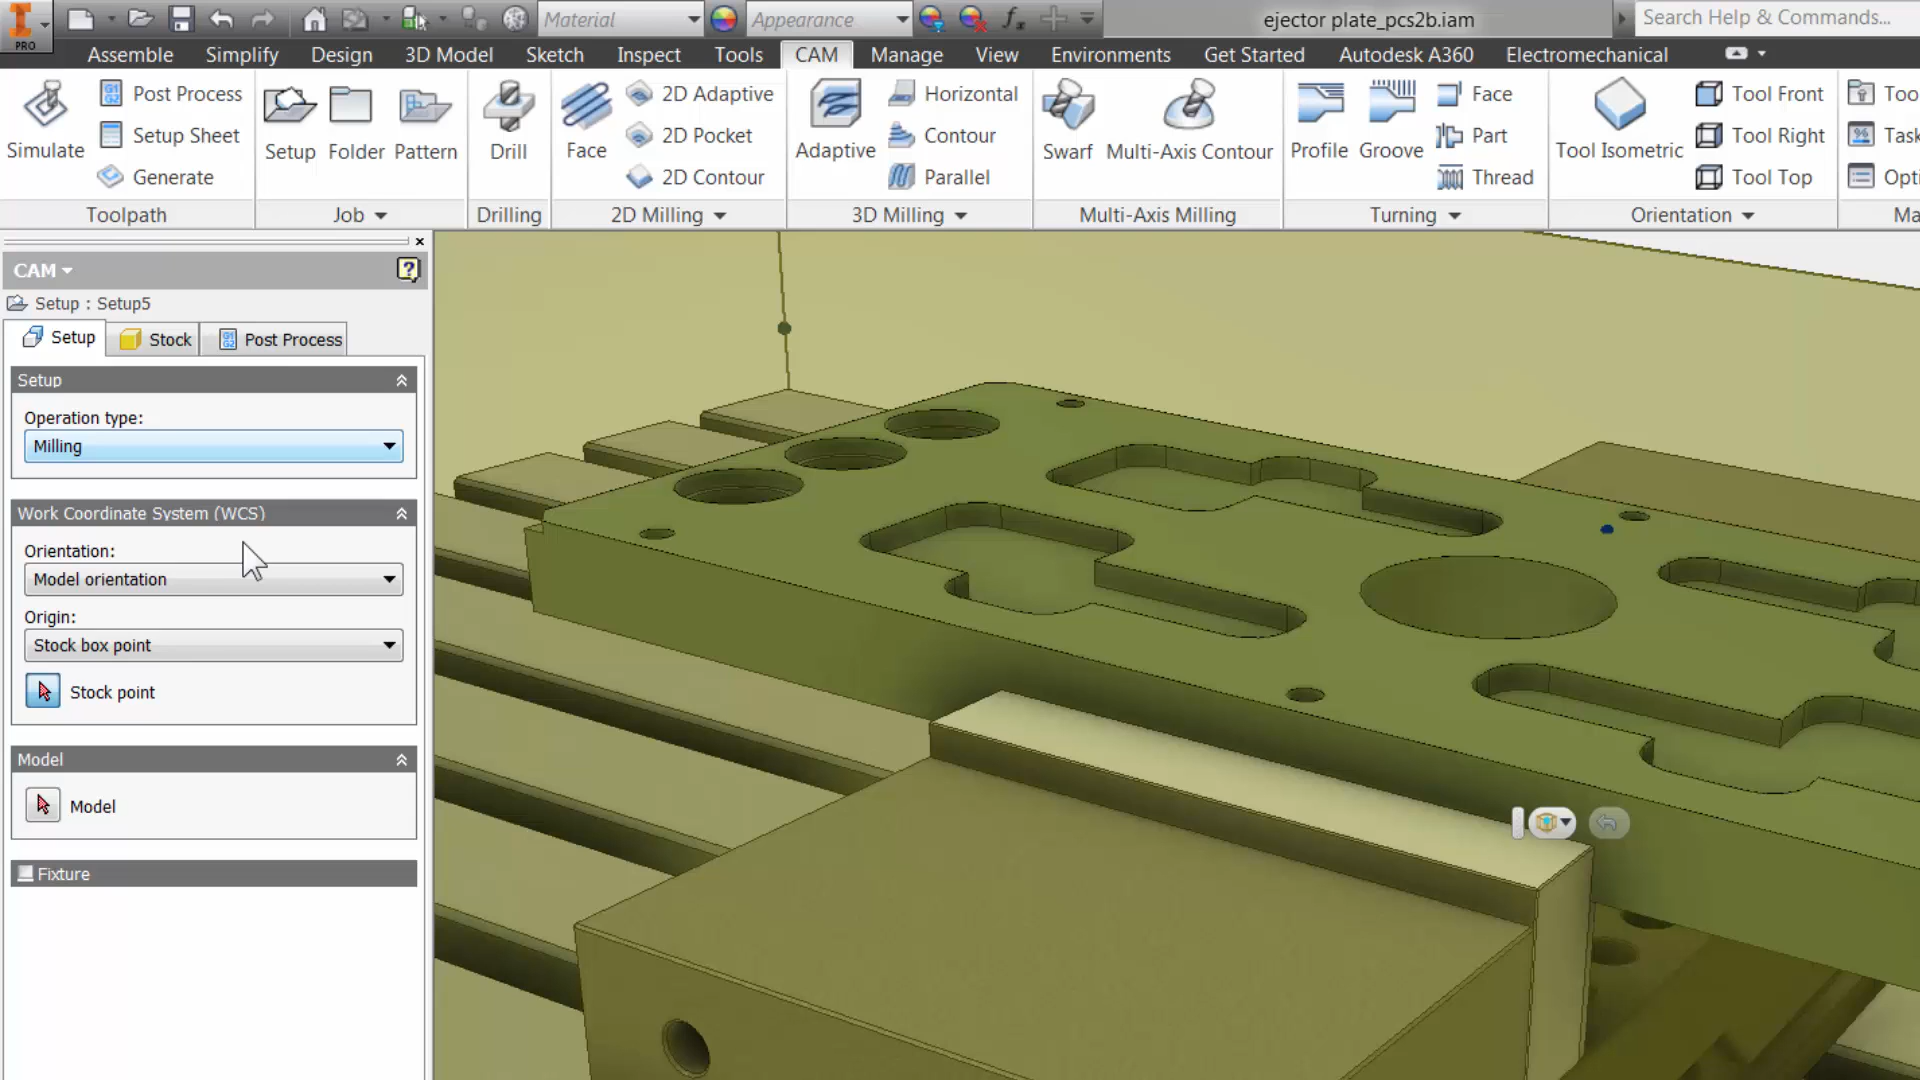 Material
Appearance
ejector plate_pcs2b.iam
Search Help & Commands...
PRO
Assemble Simplify Design 3D Model Sketch Inspect Tools CAM Manage View Environments Get Started Autodesk A360 Electromechanical
Simulate
Post Process
Setup Sheet
Generate
Toolpath
Setup Folder Pattern
Job
Drill
Drilling
Face
2D Adaptive
2D Pocket
2D Contour
2D Milling
Adaptive
Horizontal
Contour
Parallel
3D Milling
Swarf Multi-Axis Contour
Multi-Axis Milling
Profile Groove
Face
Part
Thread
Turning
Tool Isometric
Tool Front
Tool Right
Tool Top
Orientation
Too
Task
Opti
Ma
CAM
Setup : Setup5
Setup Stock Post Process
Setup
Operation type:
Milling
Work Coordinate System (WCS)
Orientation:
Model orientation
Origin:
Stock box point
Stock point
Model
Model
Fixture